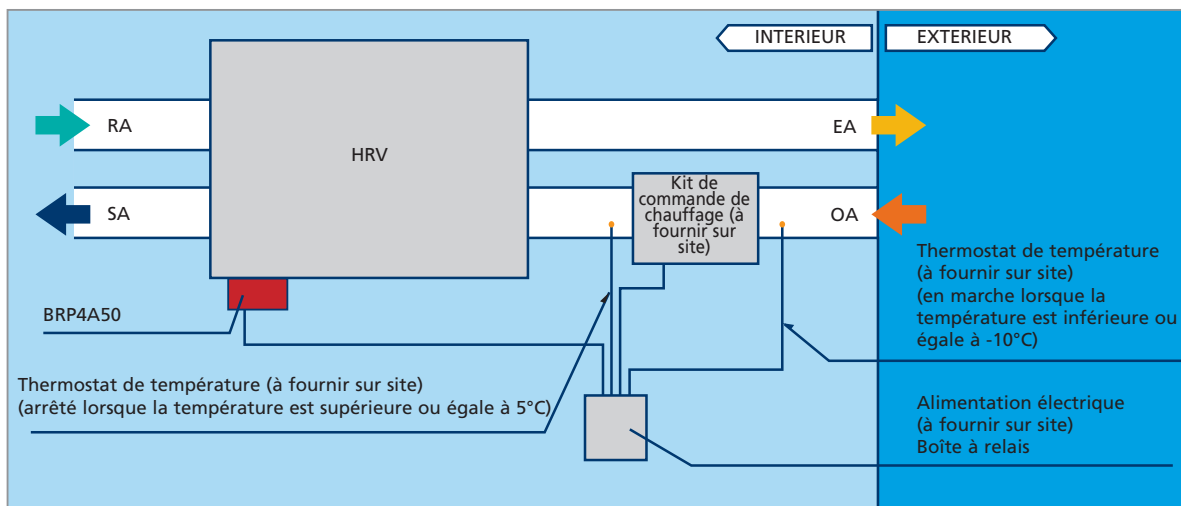 INTERIEUR
EXTERIEUR
RA
HRV
EA
SA
Kit de
commande de
chauffage (à
fournir sur
site)
OA
Thermostat de température
(à fournir sur site)
(en marche lorsque la
température est inférieure ou
égale à -10°C)
BRP4A50
Thermostat de température (à fournir sur site)
(arrêté lorsque la température est supérieure ou égale à 5°C)
Alimentation électrique
(à fournir sur site)
Boîte à relais